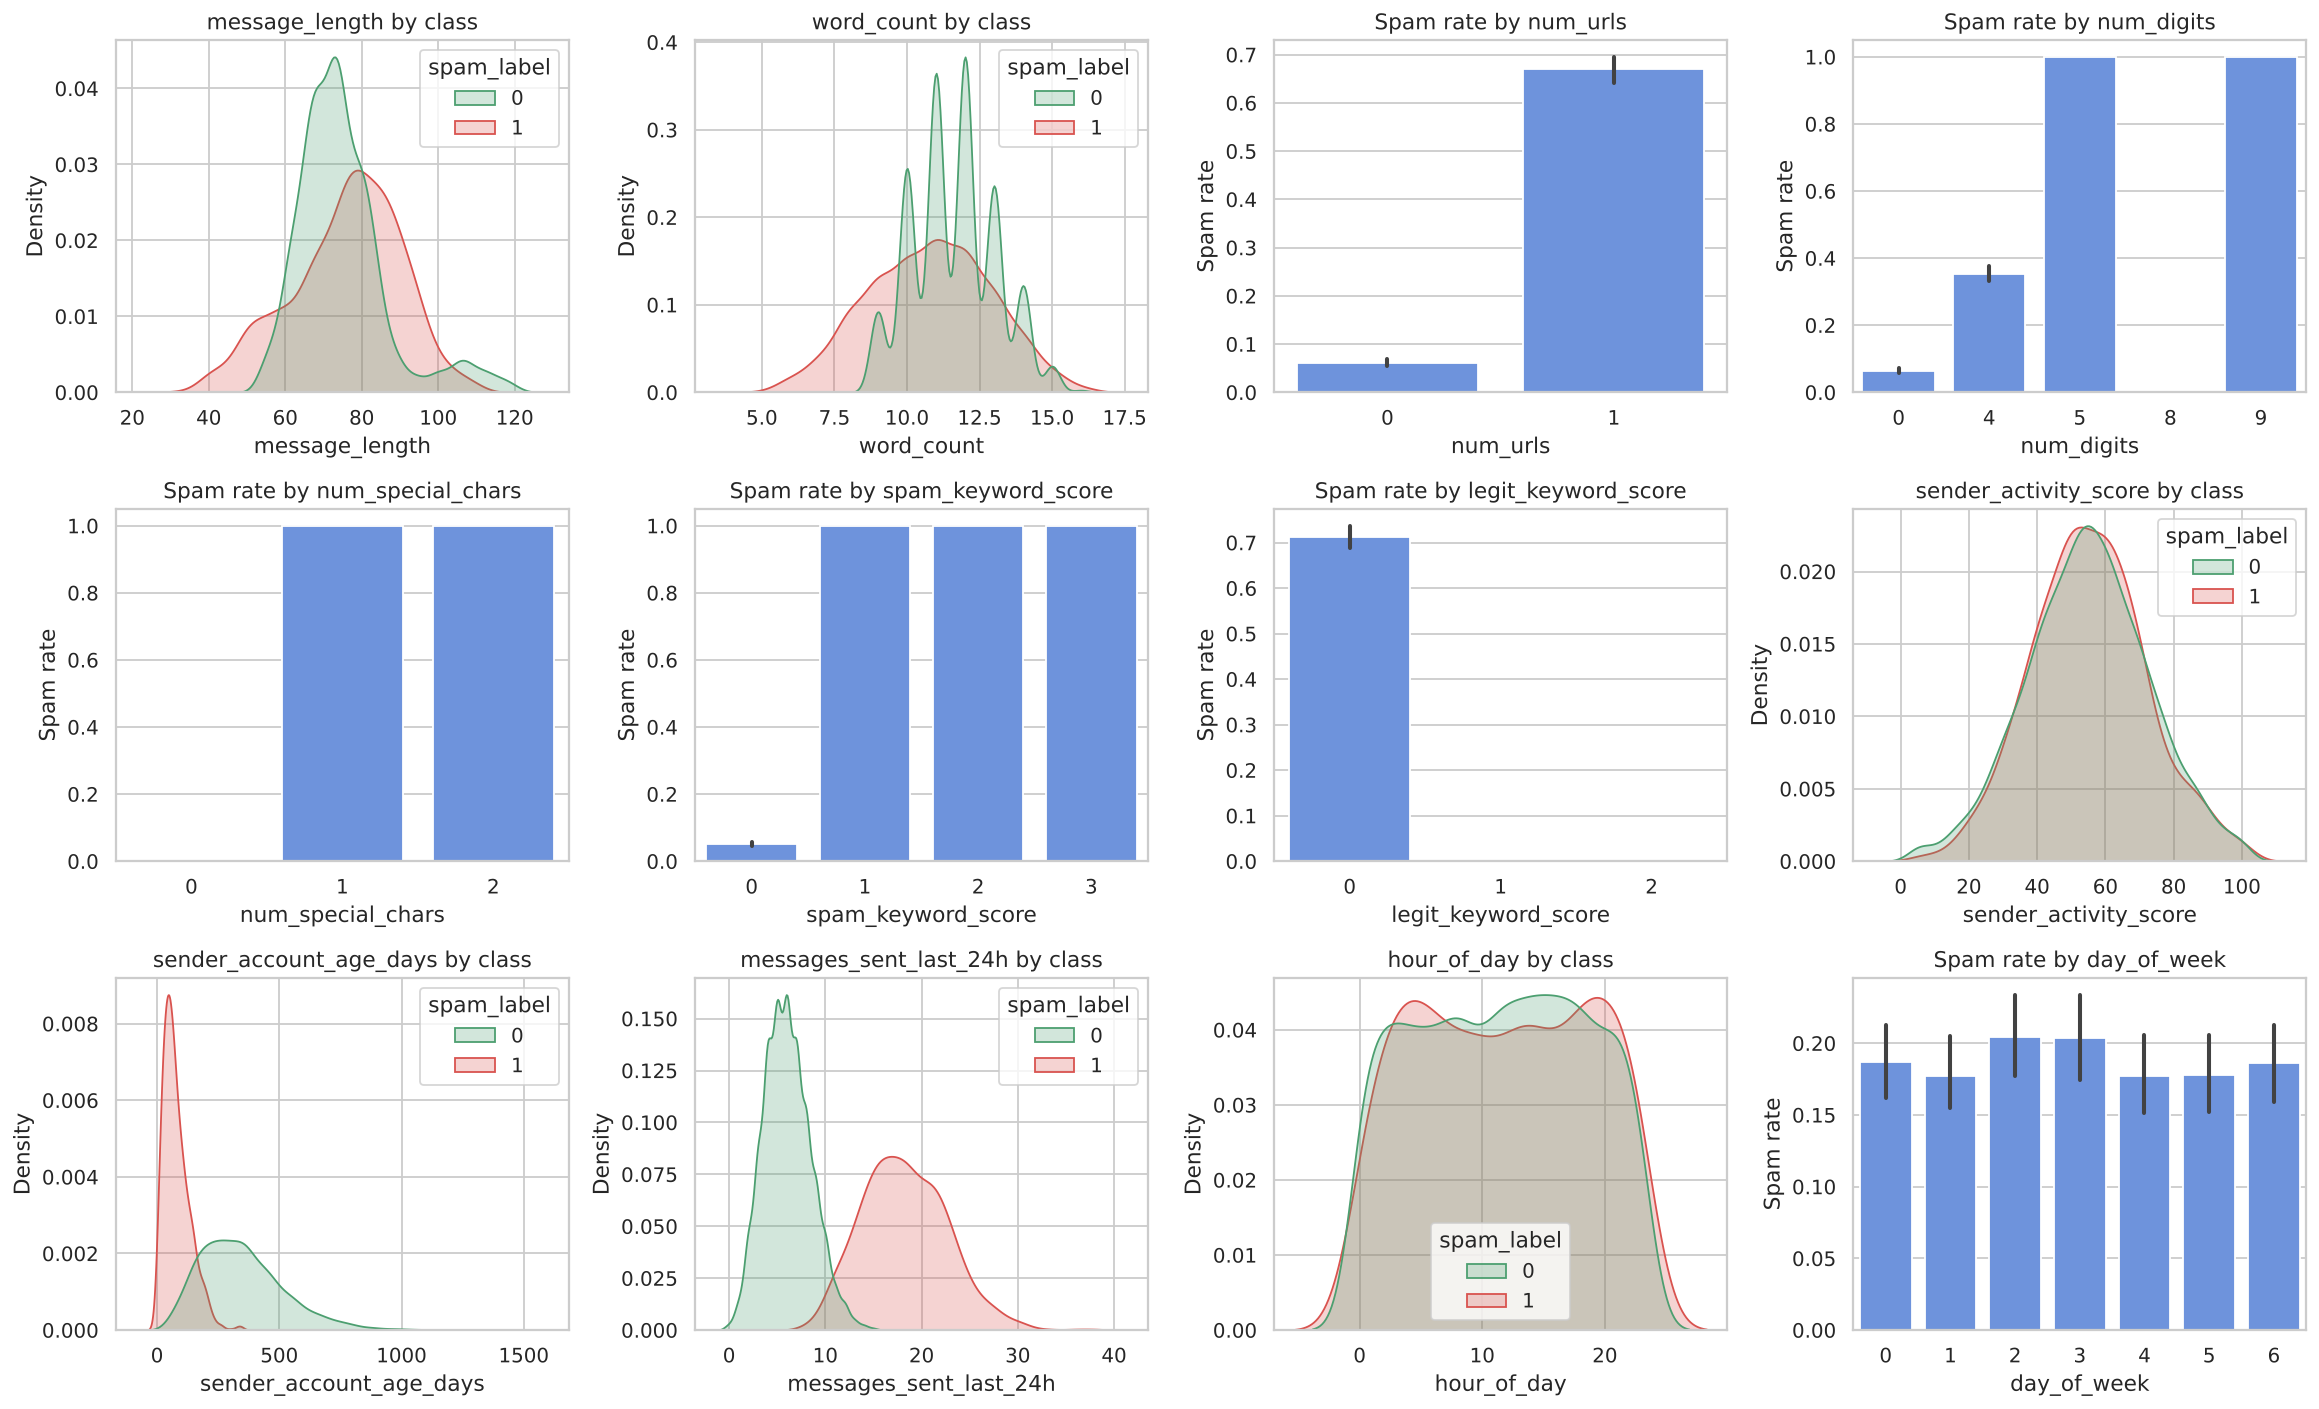 message_length by class
spam_label
0
1
0.04
0.03
0.02
0.01
0.00
Density
20 40 60 80 100 120
message_length
word_count by class
spam_label
0
1
0.4
0.3
0.2
0.1
0.0
Density
5.0 7.5 10.0 12.5 15.0 17.5
word_count
Spam rate by num_urls
0.7
0.6
0.5
0.4
0.3
0.2
0.1
0.0
Spam rate
0 1
num_urls
Spam rate by num_digits
1.0
0.8
0.6
0.4
0.2
0.0
Spam rate
0 4 5 8 9
num_digits
Spam rate by num_special_chars
1.0
0.8
0.6
0.4
0.2
0.0
Spam rate
0 1 2
num_special_chars
Spam rate by spam_keyword_score
1.0
0.8
0.6
0.4
0.2
0.0
Spam rate
0 1 2 3
spam_keyword_score
Spam rate by legit_keyword_score
0.7
0.6
0.5
0.4
0.3
0.2
0.1
0.0
Spam rate
0 1 2
legit_keyword_score
sender_activity_score by class
spam_label
0
1
0.020
0.015
0.010
0.005
0.000
Density
0 20 40 60 80 100
sender_activity_score
sender_account_age_days by class
spam_label
0
1
0.008
0.006
0.004
0.002
0.000
Density
0 500 1000 1500
sender_account_age_days
messages_sent_last_24h by class
spam_label
0
1
0.150
0.125
0.100
0.075
0.050
0.025
0.000
Density
0 10 20 30 40
messages_sent_last_24h
hour_of_day by class
0.04
0.03
0.02
0.01
0.00
Density
spam_label
0
1
0 10 20
hour_of_day
Spam rate by day_of_week
0.20
0.15
0.10
0.05
0.00
Spam rate
0 1 2 3 4 5 6
day_of_week